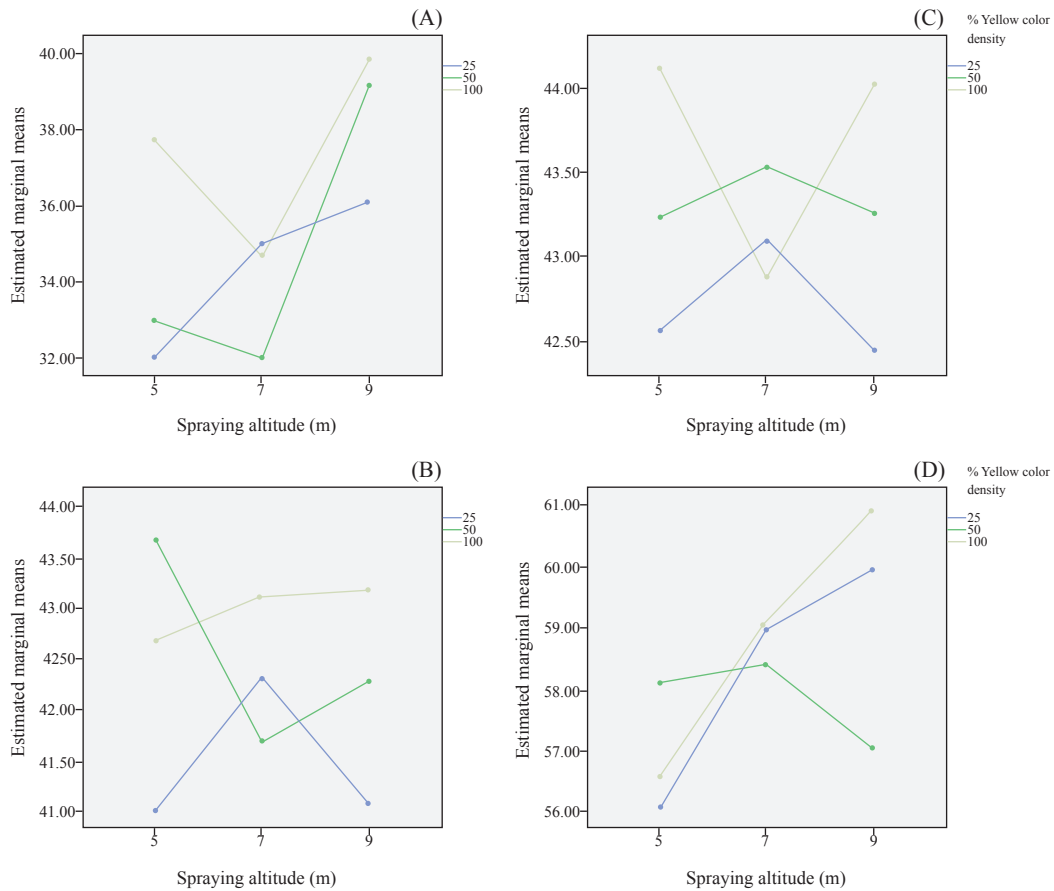 (A)
40.00
38.00
36.00
34.00
32.00
Estimated marginal means
5 7 9
Spraying altitude (m)
25
50
100
(C)
% Yellow color
density
44.00
43.50
43.00
42.50
Estimated marginal means
5 7 9
Spraying altitude (m)
25
50
100
(B)
44.00
43.50
43.00
4250
42.00
41.50
41.00
Estimated marginal means
5 7 9
Spraying altitude (m)
25
50
100
(D)
% Yellow color
density
61.00
60.00
59.00
58.00
57.00
56.00
Estimated marginal means
5 7 9
Spraying altitude (m)
25
50
100